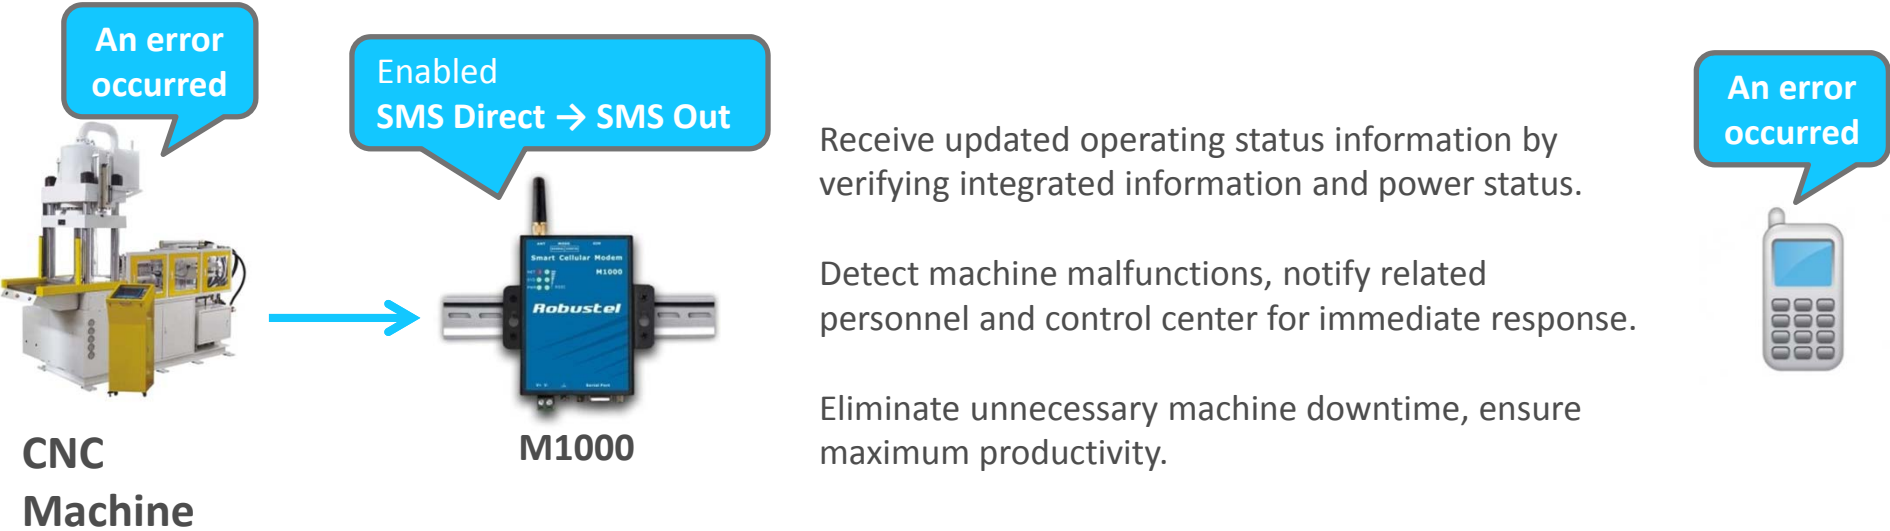 An error
occurred
Enabled
SMS Direct → SMS Out
Receive updated operating status information by
verifying integrated information and power status.
Detect machine malfunctions, notify related
personnel and control center for immediate response.
Eliminate unnecessary machine downtime, ensure
maximum productivity.
An error
occurred
Smart Cellular Modem
M1000
Robustel
Serial Port
CNC
Machine
M1000